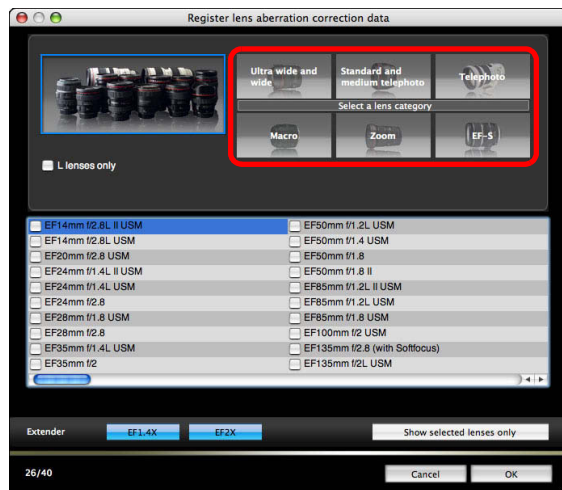 Register lens aberration correction data
Ultra wide and
wide
Standard and
medium telephoto
Telephoto
Select a lens category
Macro
Zoom
EF-S
L lenses only
EF14mm f/2.8L II USM
EF14mm f/2.8L USM
EF20mm f/2.8 USM
EF24mm f/1.4L II USM
EF24mm f/1.4L USM
EF24mm f/2.8
EF28mm f/1.8 USM
EF28mm f/2.8
EF35mm f/1.4L USM
EF35mm f/2
EF50mm f/1.2L USM
EF50mm f/1.4 USM
EF50mm f/1.8
EF50mm f/1.8 II
EF85mm f/1.2L II USM
EF85mm f/1.2L USM
EF85mm f/1.8 USM
EF100mm f/2 USM
EF135mm f/2.8 (with Softfocus)
EF135mm f/2L USM
Extender
EF1.4X
EF2X
Show selected lenses only
26/40
Cancel
OK